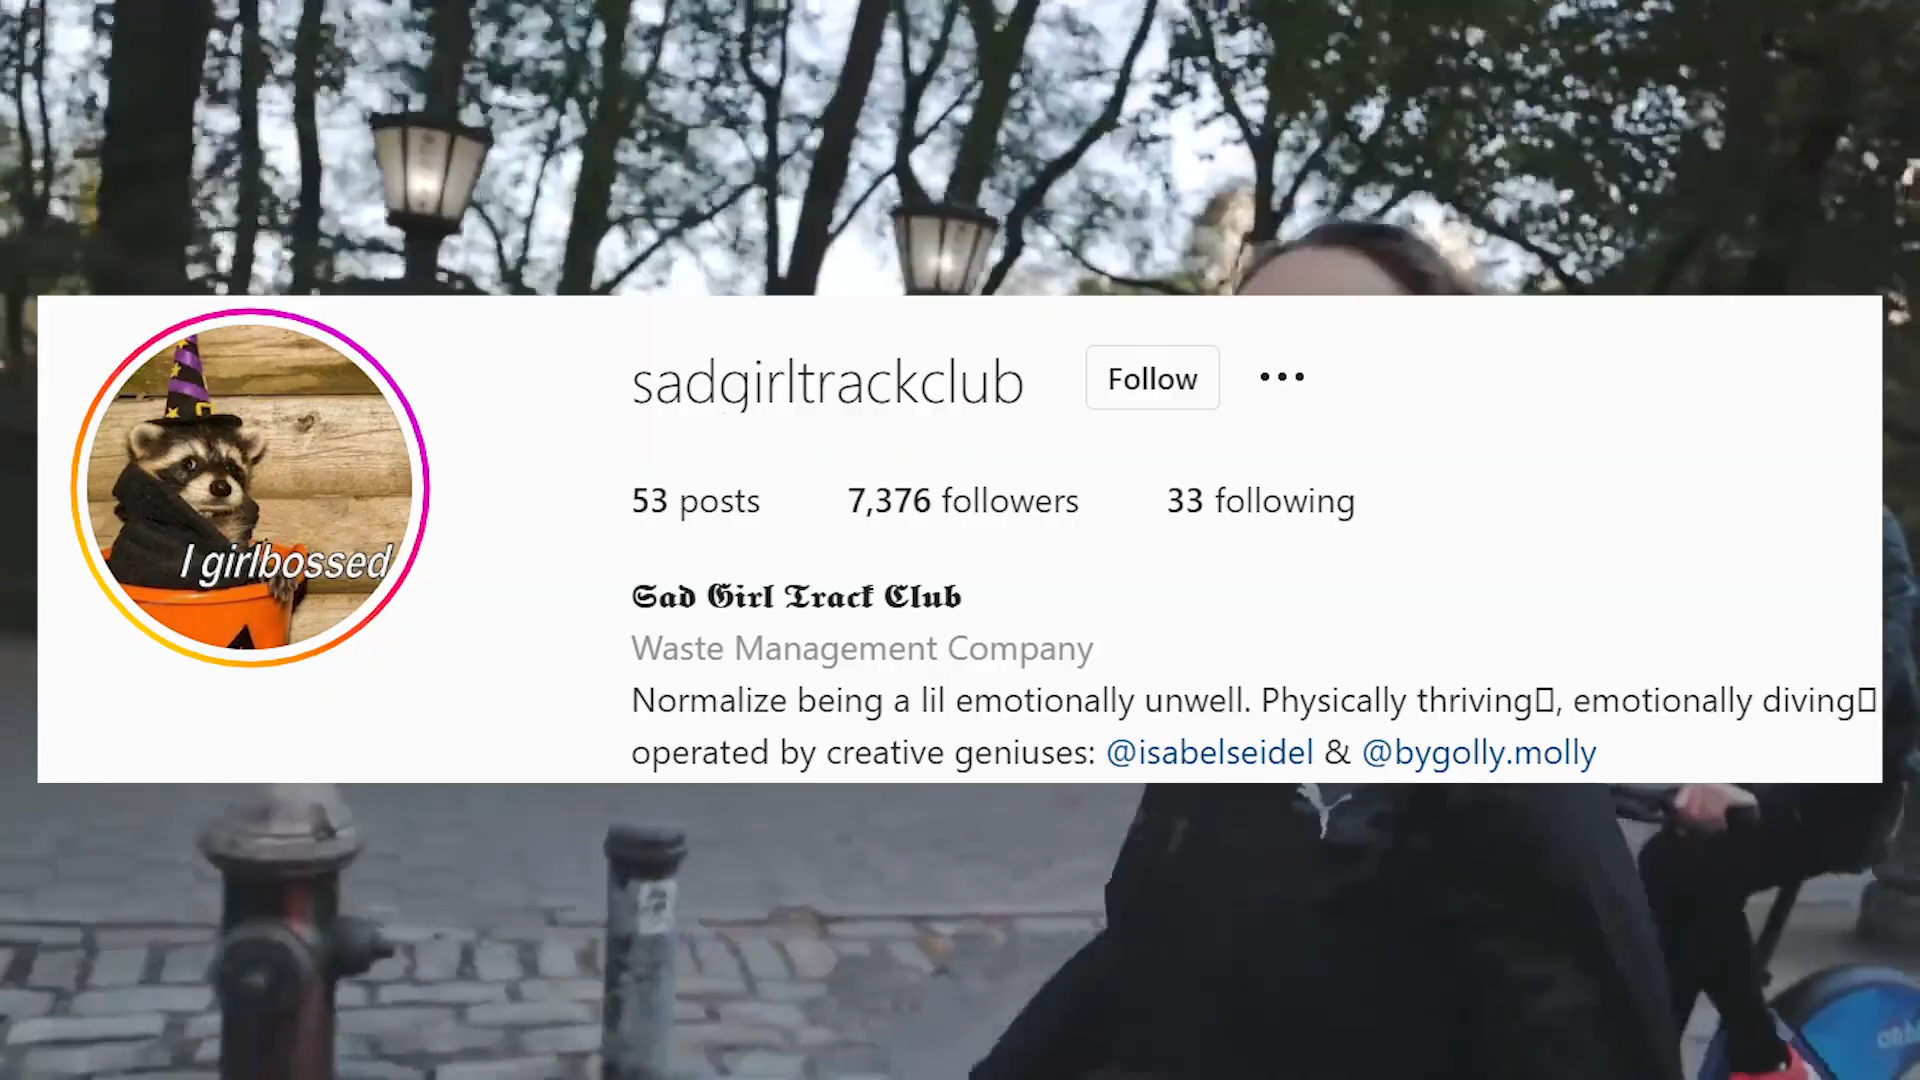 sadgirltrackclub Follow
53 posts 7,376 followers 33 following
I girlbossed
𝕾𝖆𝖉 𝕲𝖎𝖗𝖑 𝕿𝖗𝖆𝖈𝖐 𝕮𝖑𝖚𝖇
Waste Management Company
Normalize being a lil emotionally unwell. Physically thriving▯, emotionally diving▯
operated by creative geniuses: @isabelseidel & @bygolly.molly